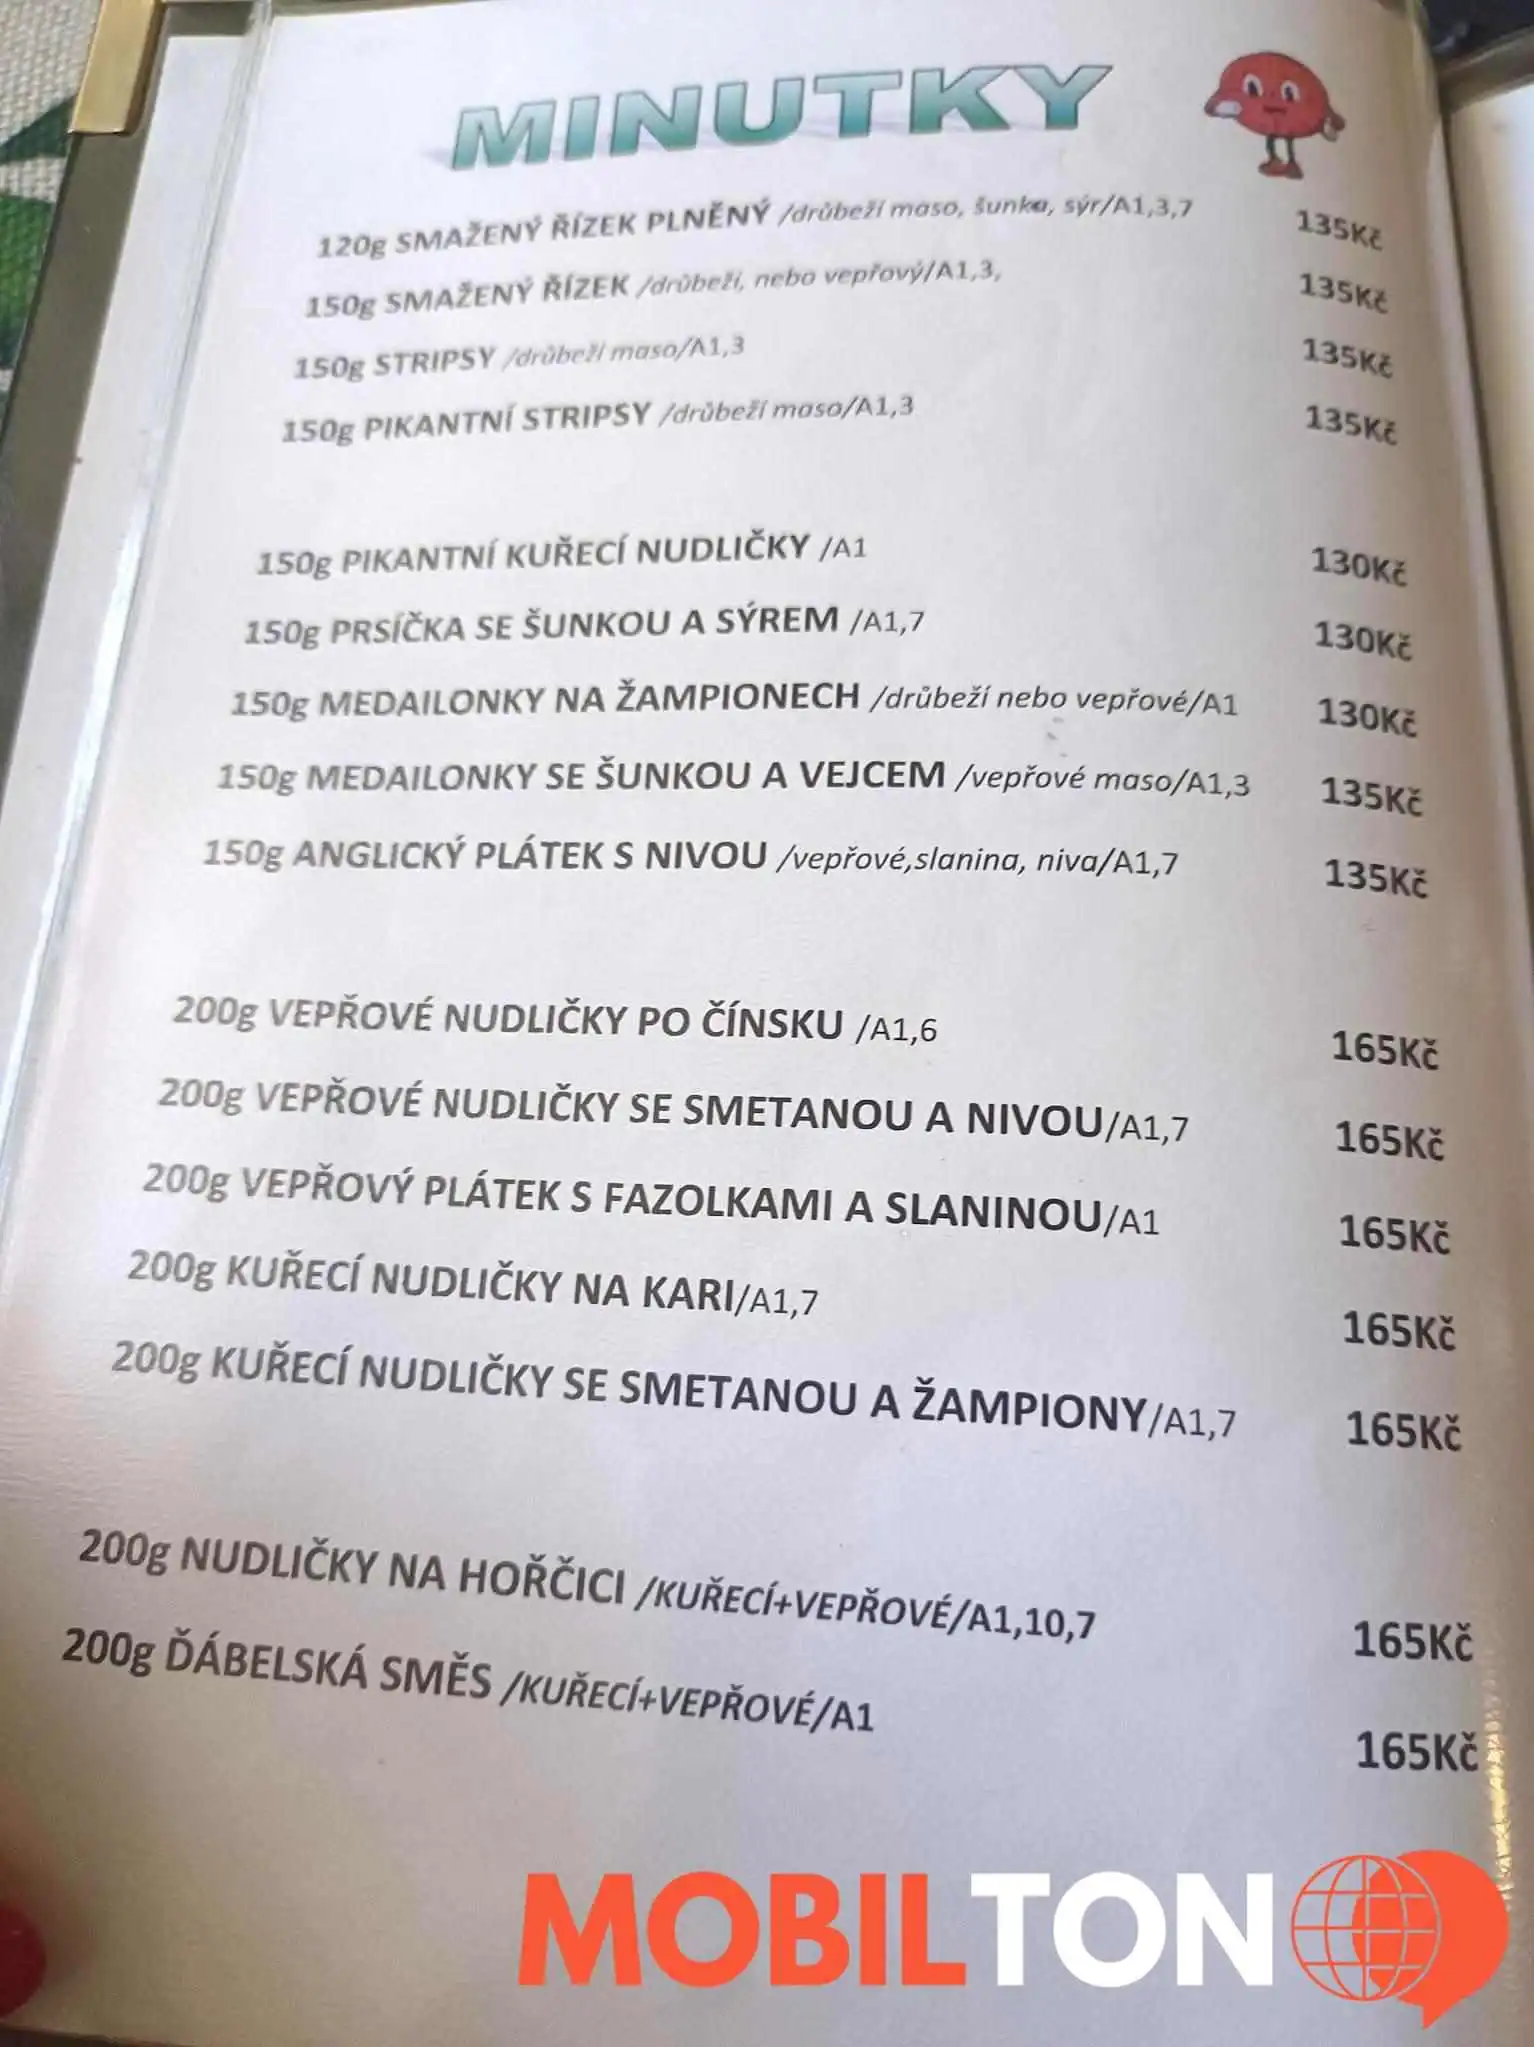 MINUTKY
120g SMAŽENÝ ŘÍZEK PLNĚNÝ /drůbeží maso, šunka, sýr/A1,3,7 135Kč
150g SMAŽENÝ ŘÍZEK /drůbeží, nebo vepřový/A1,3, 135Kč
150g STRIPSY /drůbeží maso/A1,3 135Kč
150g PIKANTNÍ STRIPSY /drůbeží maso/A1,3 135Kč
150g PIKANTNÍ KUŘECÍ NUDLIČKY /A1 130Kč
150g PRSÍČKA SE ŠUNKOU A SÝREM /A1,7 130Kč
150g MEDAILONKY NA ŽAMPIONECH /drůbeží nebo vepřové/A1 130Kč
150g MEDAILONKY SE ŠUNKOU A VEJCEM /vepřové maso/A1,3 135Kč
150g ANGLICKÝ PLÁTEK S NIVOU /vepřové,slanina, niva/A1,7 135Kč
200g VEPŘOVÉ NUDLIČKY PO ČÍNSKU /A1,6 165Kč
200g VEPŘOVÉ NUDLIČKY SE SMETANOU A NIVOU/A1,7 165Kč
200g VEPŘOVÝ PLÁTEK S FAZOLKAMI A SLANINOU/A1 165Kč
200g KUŘECÍ NUDLIČKY NA KARI/A1,7 165Kč
200g KUŘECÍ NUDLIČKY SE SMETANOU A ŽAMPIONY/A1,7 165Kč
200g NUDLIČKY NA HOŘČICI /KUŘECÍ+VEPŘOVÉ/A1,10,7 165Kč
200g ĎÁBELSKÁ SMĚS /KUŘECÍ+VEPŘOVÉ/A1 165Kč
MOBILTON